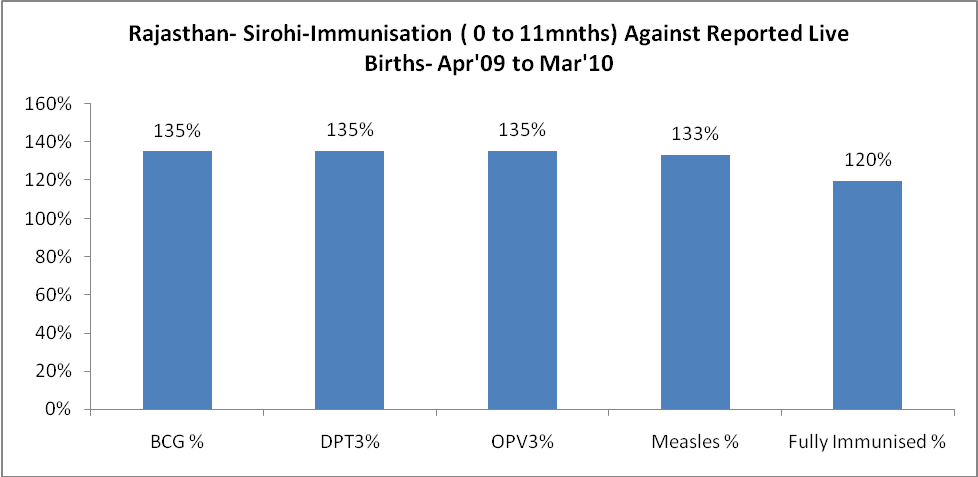 Rajasthan- Sirohi-Immunisation ( 0 to 11mnths) Against Reported Live
Births- Apr'09 to Mar'10
160%
140%
120%
100%
80%
60%
40%
20%
0%
135%
135%
135%
133%
120%
BCG %
DPT3%
OPV3%
Measles %
Fully Immunised %